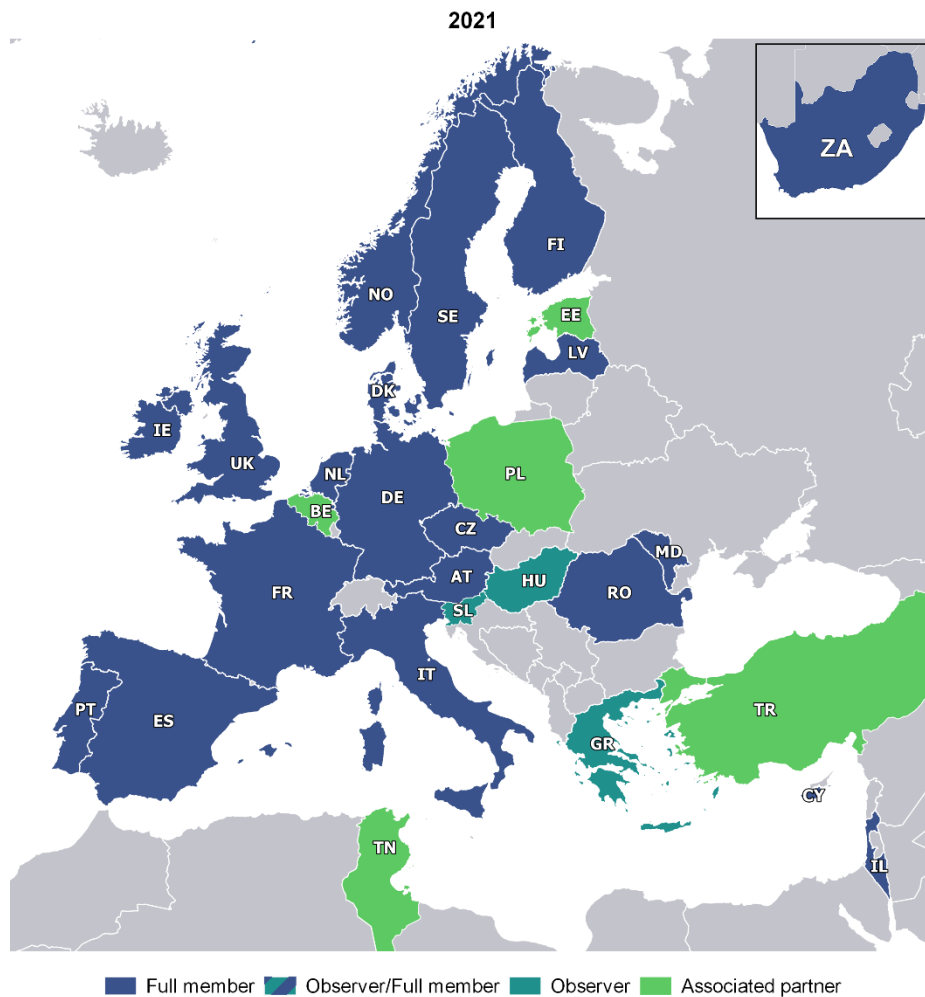 2021
ZA
FI
NO
SE
EE
LV
DK
IE
UK
NL
DE
PL
BE
CZ
MD
AT
HU
FR
RO
SL
IT
PT
ES
TR
GR
CY
TN
IL
Full member
Observer/Full member
Observer
Associated partner